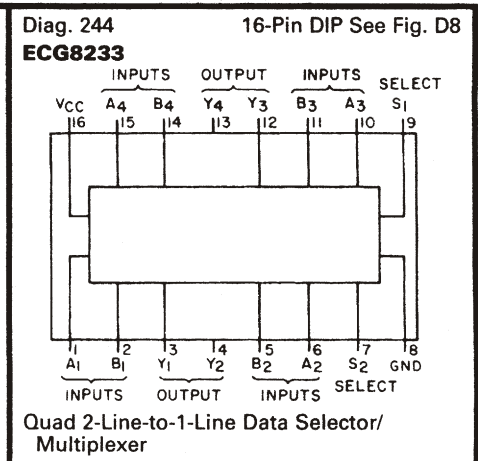 Diag. 244 16-Pin DIP See Fig. D8
ECG8233
INPUTS OUTPUT INPUTS SELECT
VCC A4 B4 Y4 Y3 B3 A3 S1
16 15 14 13 12 11 10 9
1 2 3 4 5 6 7 8
A1 B1 Y1 Y2 B2 A2 S2 GND
INPUTS OUTPUT INPUTS SELECT
Quad 2-Line-to-1-Line Data Selector/
Multiplexer